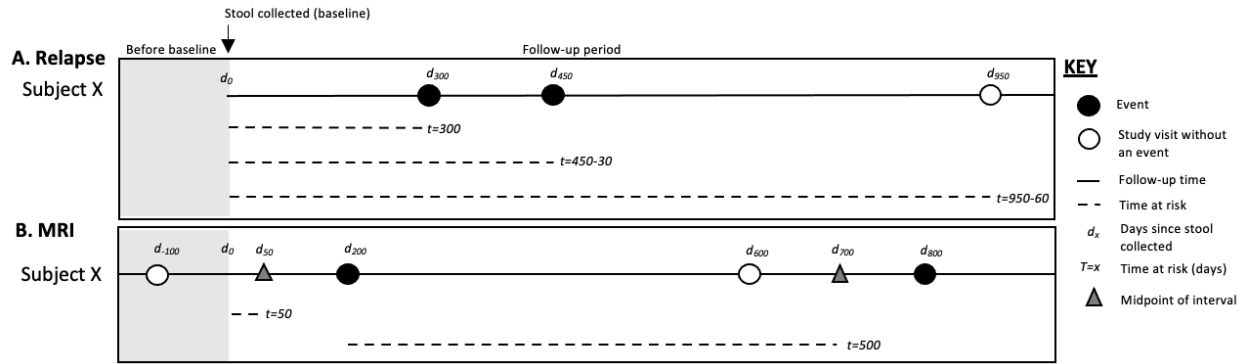 Stool collected (baseline)
Before baseline
Follow-up period
A. Relapse
Subject X
d0
d300
d450
d950
t=300
t=450-30
t=950-60
B. MRI
Subject X
d-100
d0
d50
d200
d600
d700
d800
t=50
t=500
KEY
Event
Study visit without
an event
Follow-up time
Time at risk
dx
Days since stool
collected
T=x
Time at risk (days)
Midpoint of interval